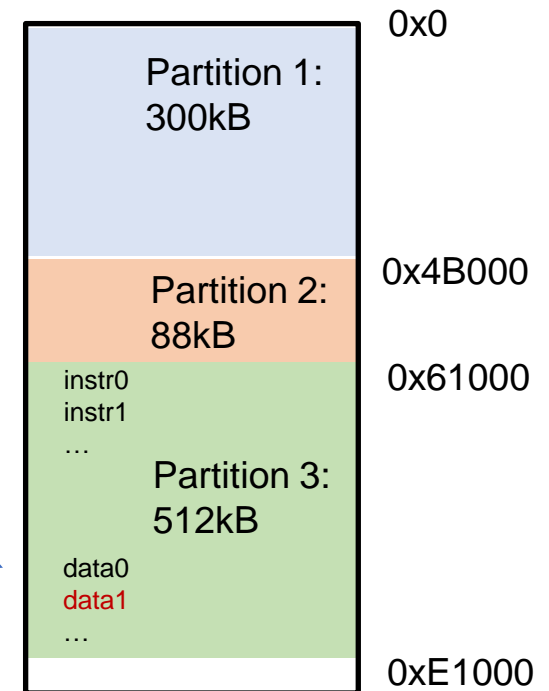 0x0
Partition 1:
300kB
0x4B000
Partition 2:
88kB
0x61000
instr0
instr1
…
Partition 3:
512kB
data0
data1
…
0xE1000